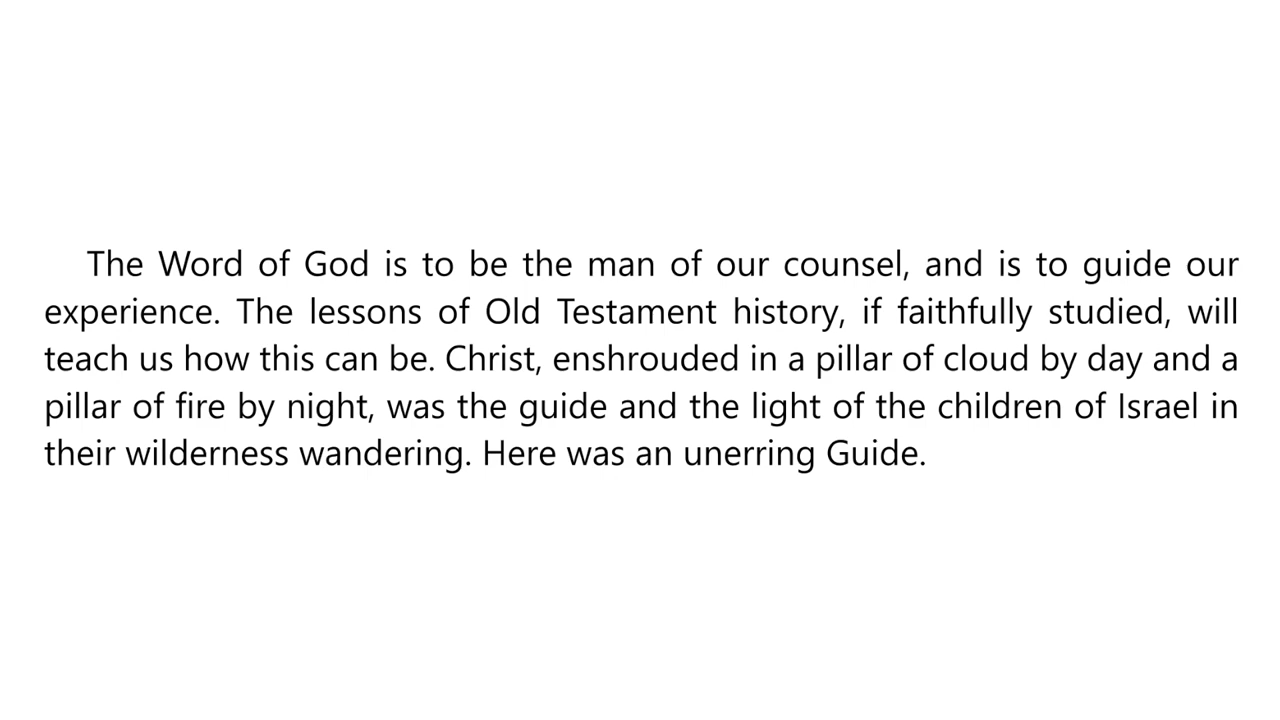 The Word of God is to be the man of our counsel, and is to guide our
experience. The lessons of Old Testament history, if faithfully studied, will
teach us how this can be. Christ, enshrouded in a pillar of cloud by day and a
pillar of fire by night, was the guide and the light of the children of Israel in
their wilderness wandering. Here was an unerring Guide.